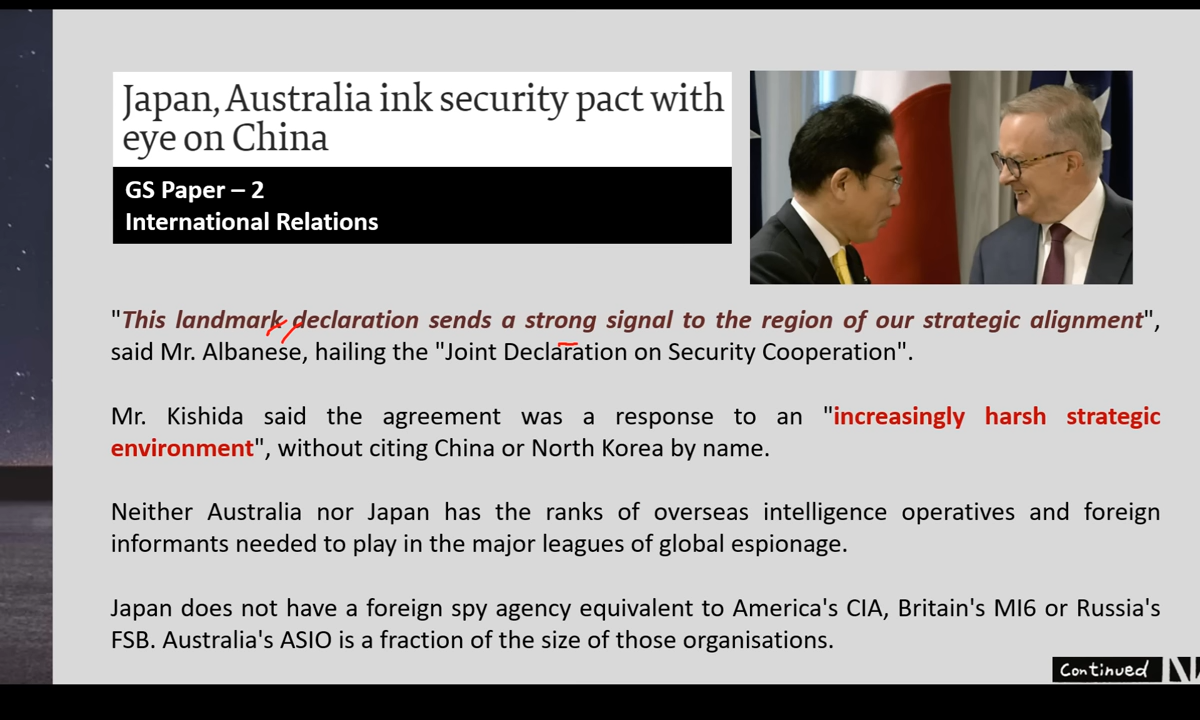 Japan, Australia ink security pact with
eye on China
GS Paper – 2
International Relations
"This landmark declaration sends a strong signal to the region of our strategic alignment",
said Mr. Albanese, hailing the "Joint Declaration on Security Cooperation".
Mr. Kishida said the agreement was a response to an "increasingly harsh strategic
environment", without citing China or North Korea by name.
Neither Australia nor Japan has the ranks of overseas intelligence operatives and foreign
informants needed to play in the major leagues of global espionage.
Japan does not have a foreign spy agency equivalent to America's CIA, Britain's MI6 or Russia's
FSB. Australia's ASIO is a fraction of the size of those organisations.
Continued